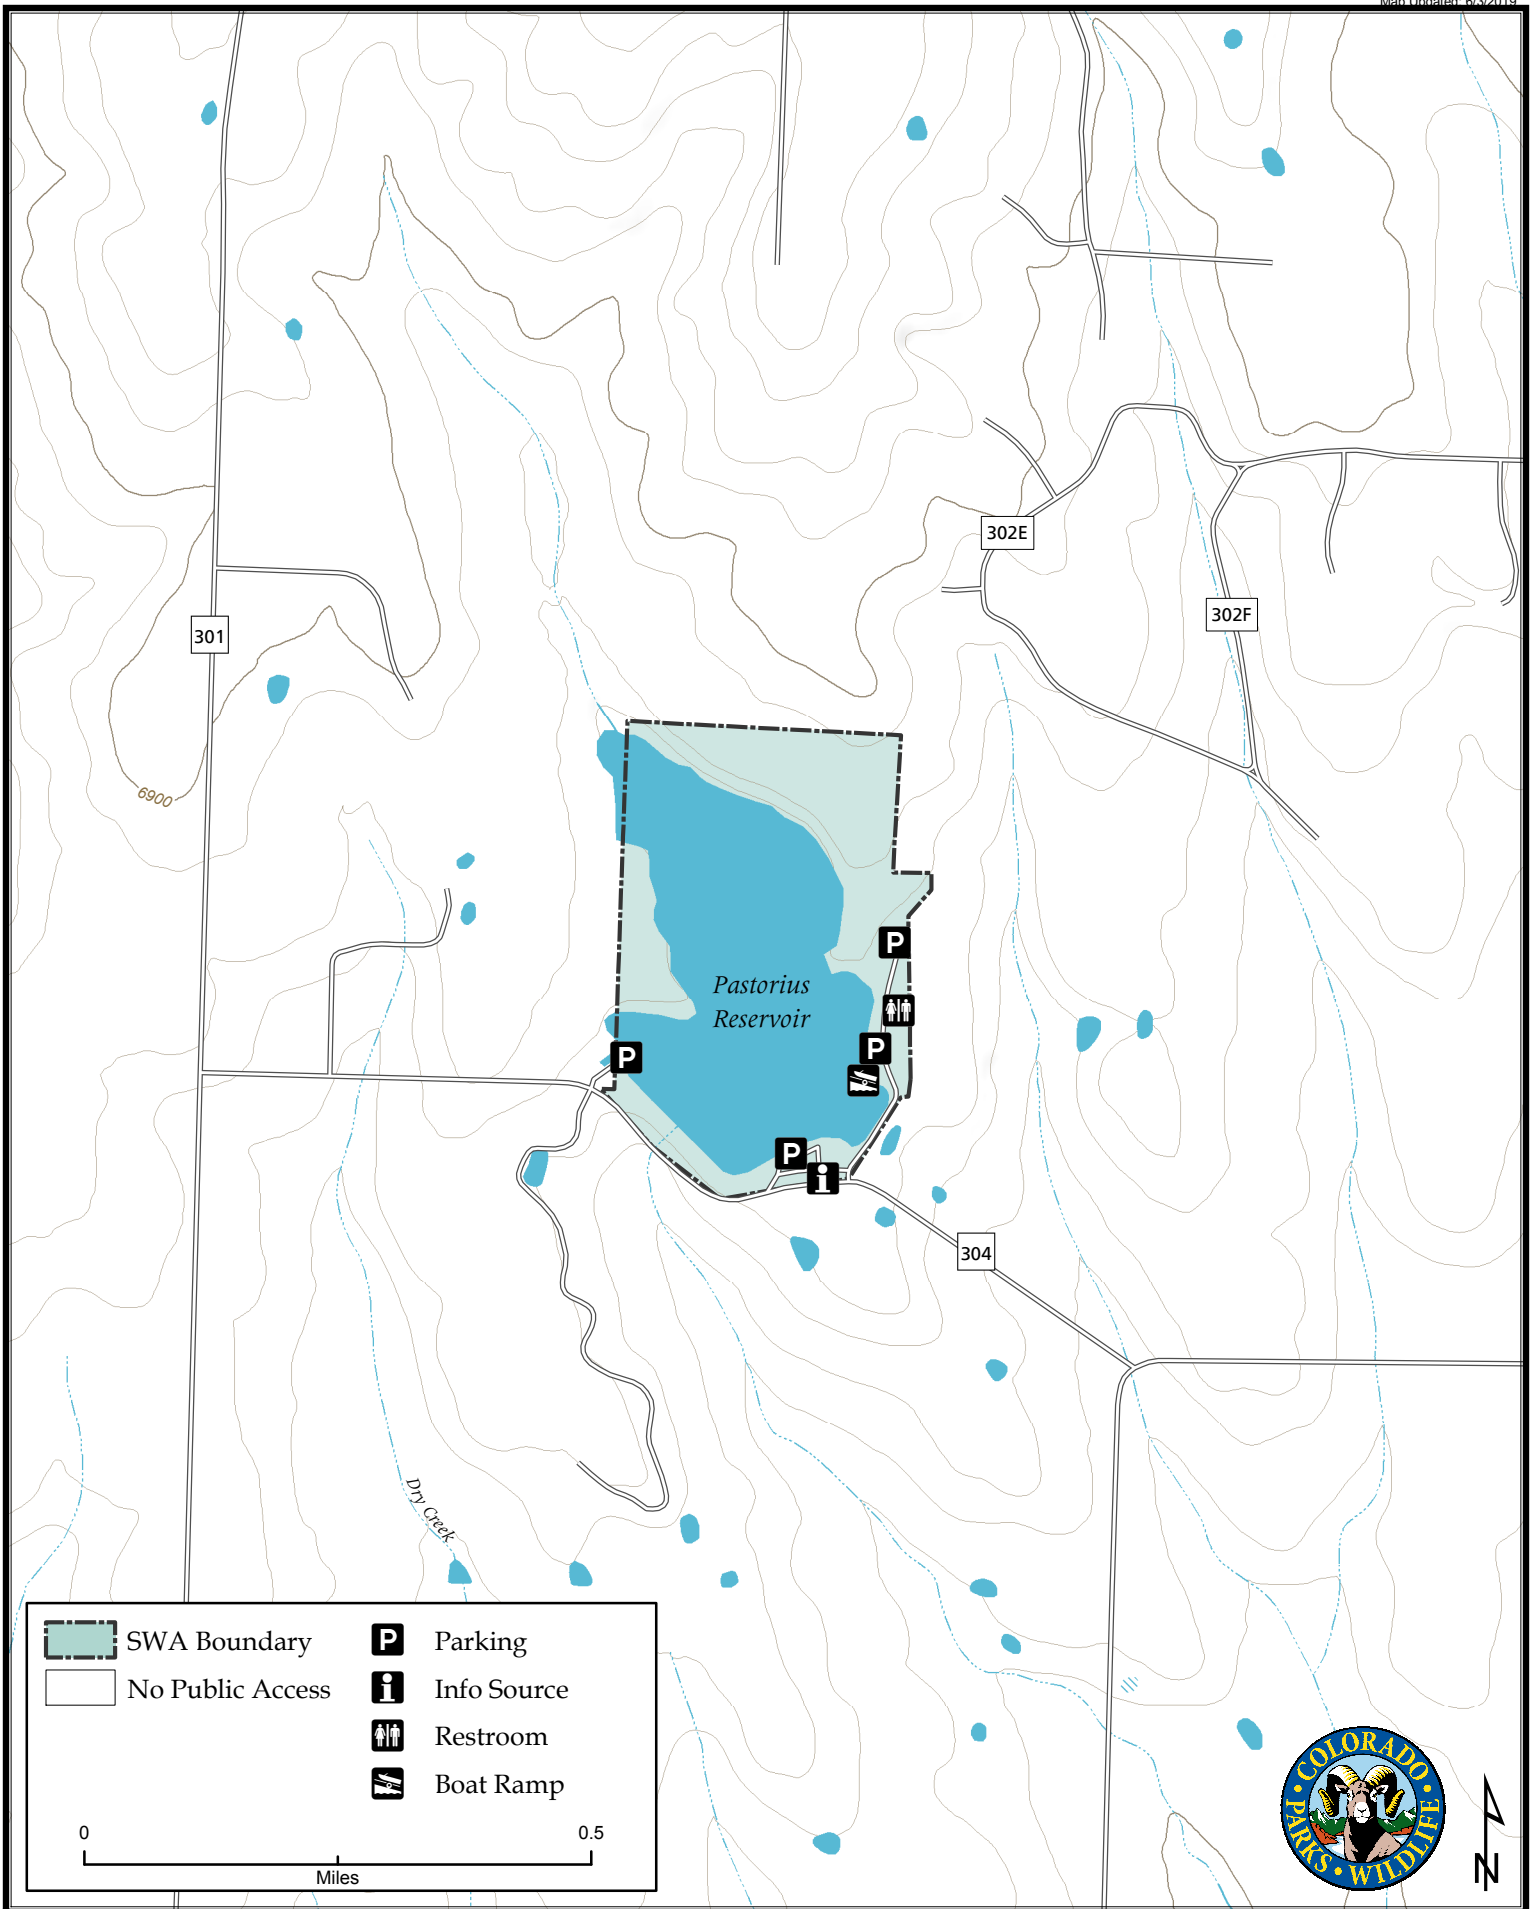 Map Updated: 6/3/2019
302E
302F
301
6900
Pastorius
Reservoir
P
P
P
P
i
304
Dry Creek
SWA Boundary
No Public Access
P Parking
i Info Source
Restroom
Boat Ramp
0 0.5
Miles
COLORADO
PARKS • WILDLIFE
N